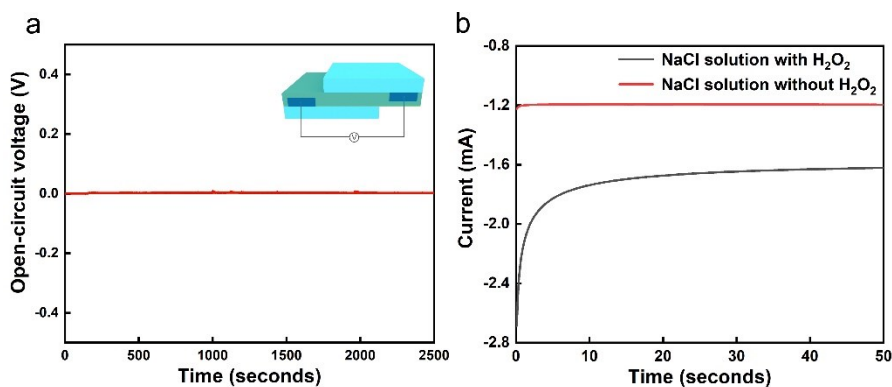 a
Open-circuit voltage (V)
0.4
0.2
0.0
-0.2
-0.4
V
0
500
1000
1500
2000
2500
Time (seconds)
b
Current (mA)
-0.8
-1.2
-1.6
-2.0
-2.4
-2.8
NaCl solution with H₂O₂
NaCl solution without H₂O₂
0
10
20
30
40
50
Time (seconds)